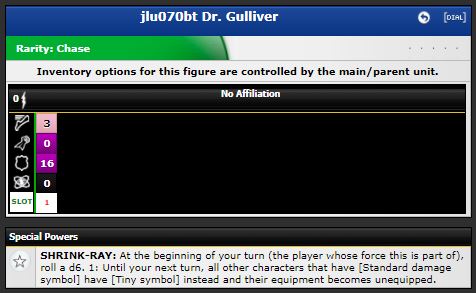 jlu070bt Dr. Gulliver
[DIAL]
Rarity: Chase
Inventory options for this figure are controlled by the main/parent unit.
0
No Affiliation
3
0
16
0
SLOT
1
Special Powers
SHRINK-RAY: At the beginning of your turn (the player whose force this is part of),
roll a d6. 1: Until your next turn, all other characters that have [Standard damage
symbol] have [Tiny symbol] instead and their equipment becomes unequipped.